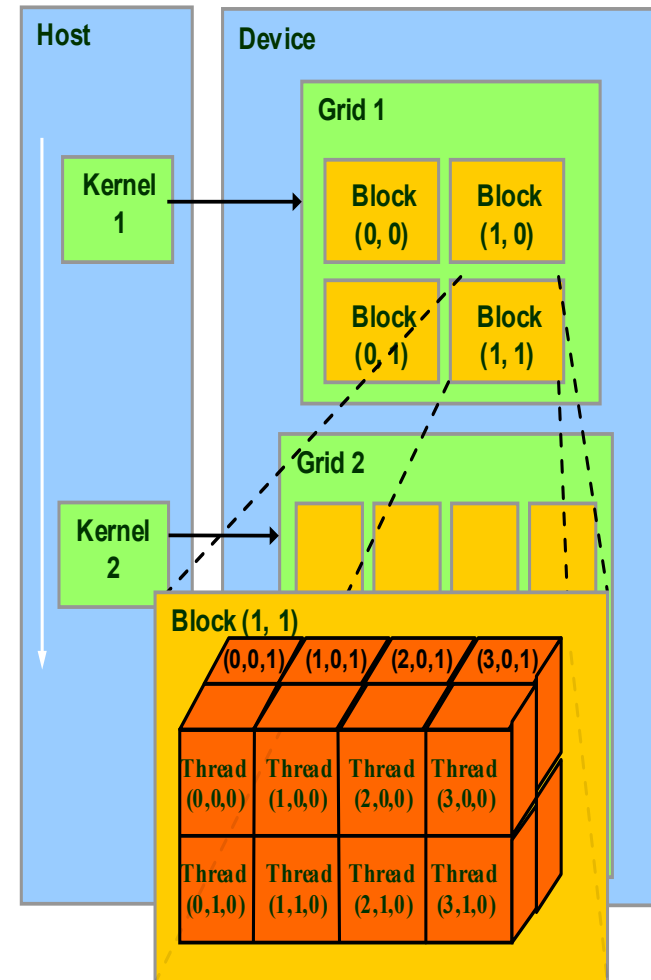 Host
Device
Grid 1
Kernel
1
Block
(0, 0)
Block
(1, 0)
Block
(0, 1)
Block
(1, 1)
Grid 2
Kernel
2
Block (1, 1)
(0,0,1)
(1,0,1)
(2,0,1)
(3,0,1)
Thread
(0,0,0)
Thread
(1,0,0)
Thread
(2,0,0)
Thread
(3,0,0)
Thread
(0,1,0)
Thread
(1,1,0)
Thread
(2,1,0)
Thread
(3,1,0)